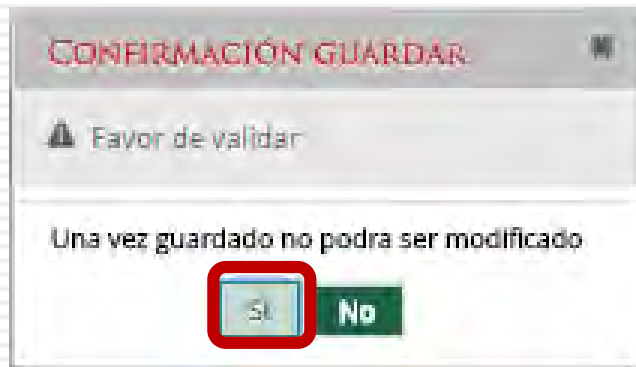 CONFIRMACIÓN GUARDAR
Favor de validar
Una vez guardado no podra ser modificado
Si No